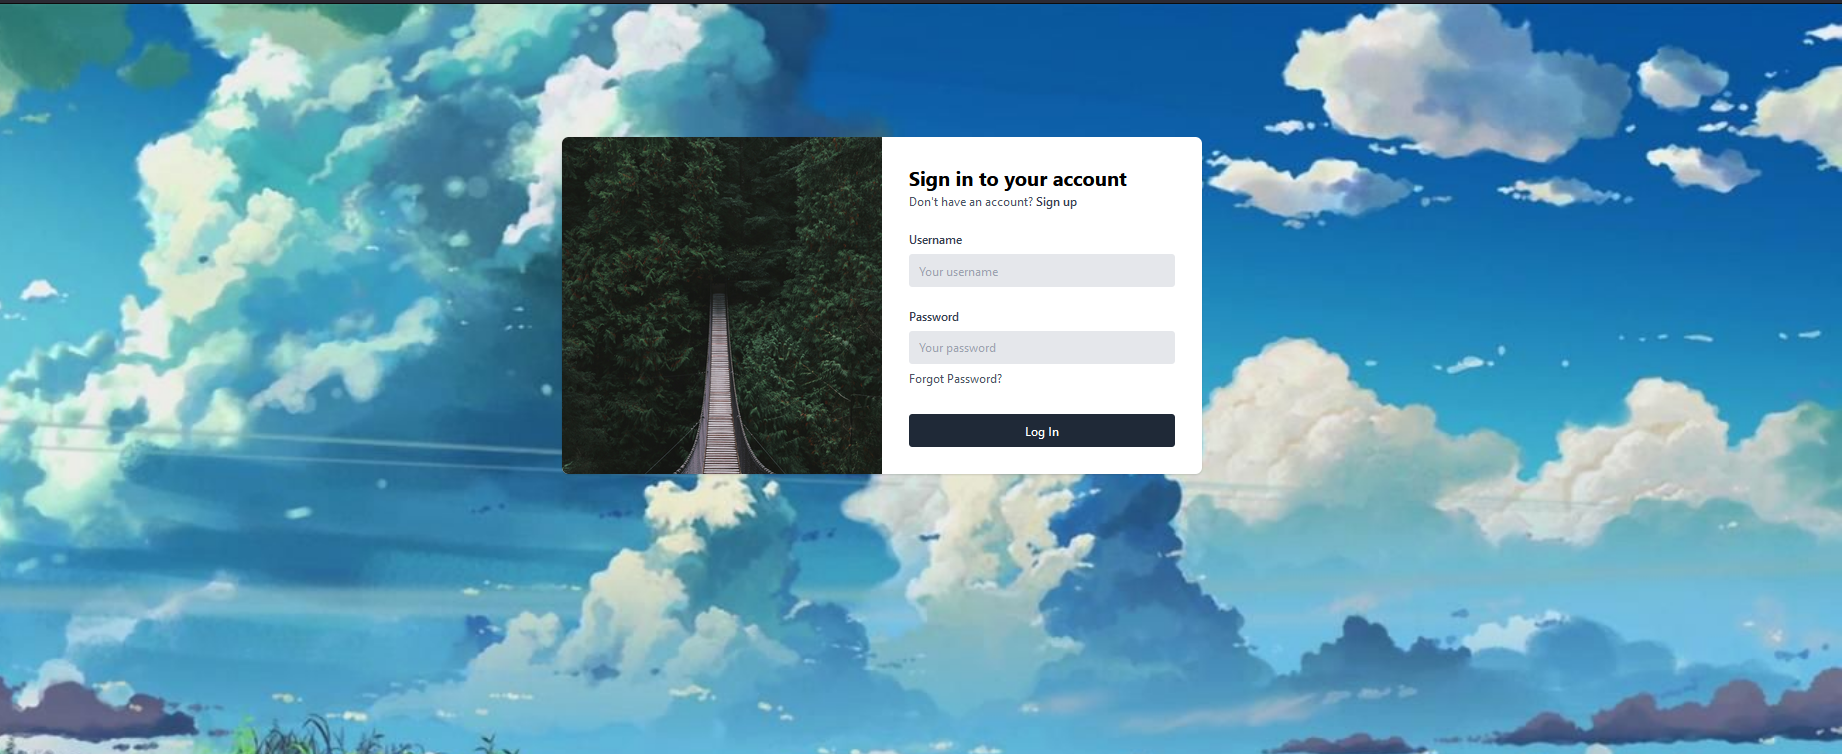 Sign in to your account
Don't have an account? Sign up
Username
Your username
Password
Your password
Forgot Password?
Log In